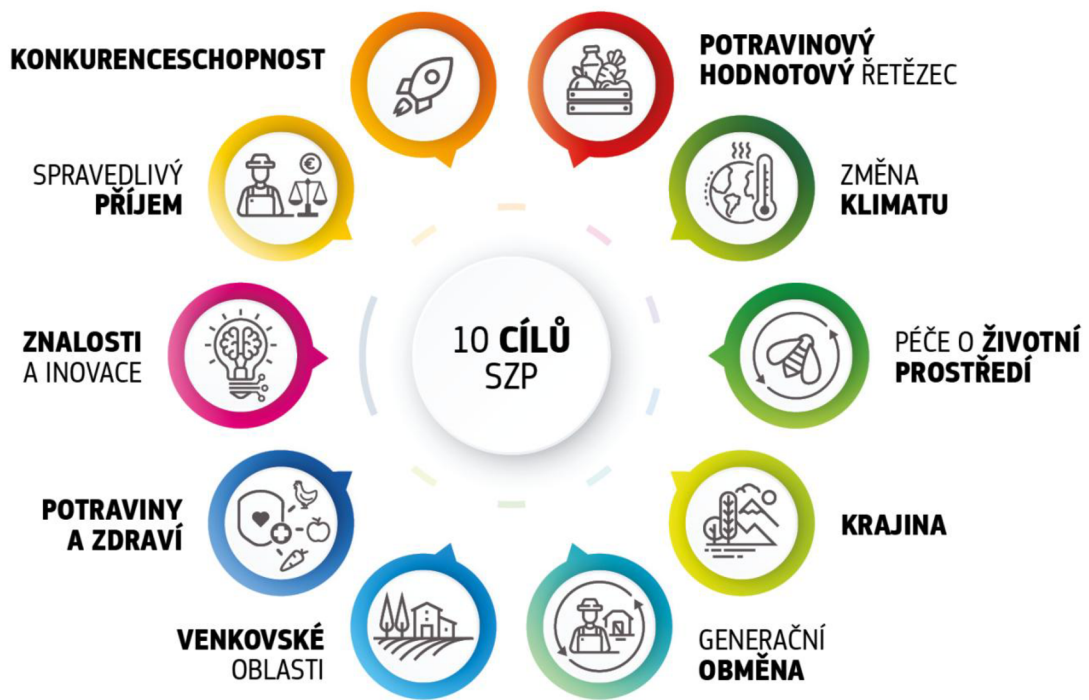 KONKURENCESCHOPNOST
POTRAVINOVÝ
HODNOTOVÝ ŘETĚZEC
SPRAVEDLIVÝ
PŘÍJEM
ZMĚNA
KLIMATU
ZNALOSTI
A INOVACE
10 CÍLŮ
SZP
PÉČE O ŽIVOTNÍ
PROSTŘEDÍ
POTRAVINY
A ZDRAVÍ
KRAJINA
VENKOVSKÉ
OBLASTI
GENERAČNÍ
OBMĚNA